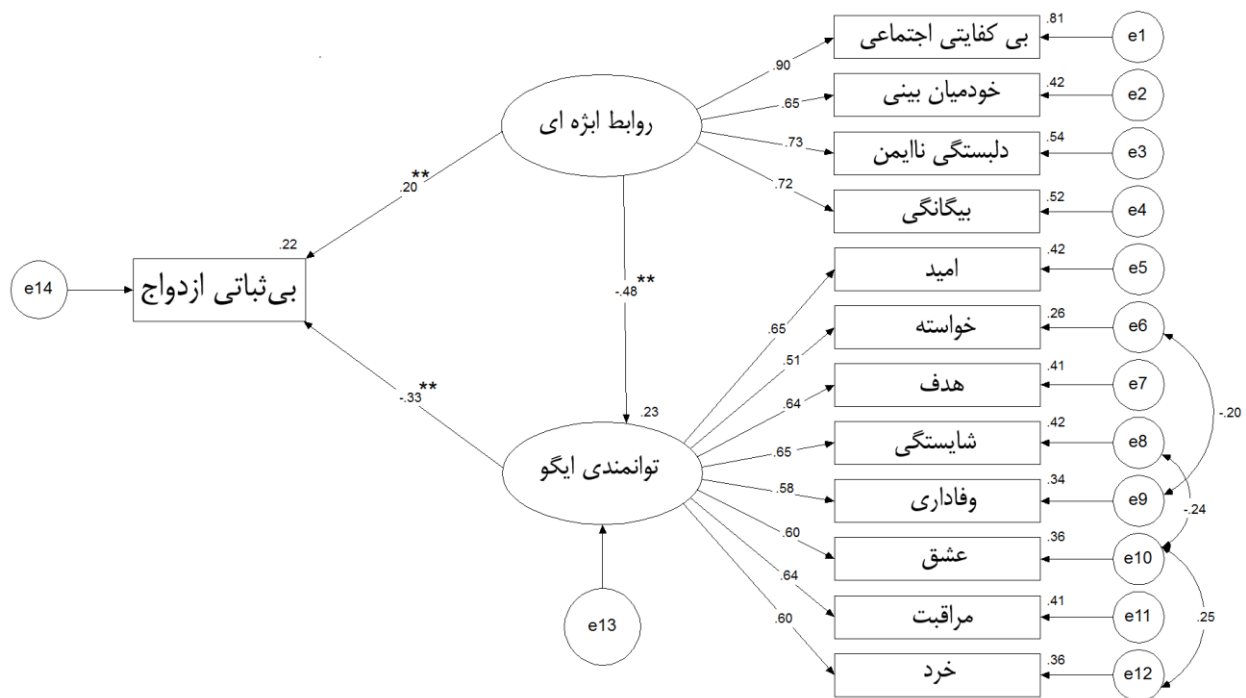 .81
بی کفایتی اجتماعی
e1
.90
.42
خودمیان بینی
e2
.65
روابط ابژه ای
.54
دلبستگی ناایمن
e3
.73
.52
بیگانگی
e4
.72
.20**
.22
بی‌ثباتی ازدواج
e14
-.48**
.42
امید
e5
.65
.26
خواسته
e6
.51
.41
هدف
e7
.64
-.20
-.33**
.23
توانمندی ایگو
.42
شایستگی
e8
.65
.34
وفاداری
e9
.58
-.24
.36
عشق
e10
.60
.41
مراقبت
e11
.64
.25
e13
.36
خرد
e12
.60